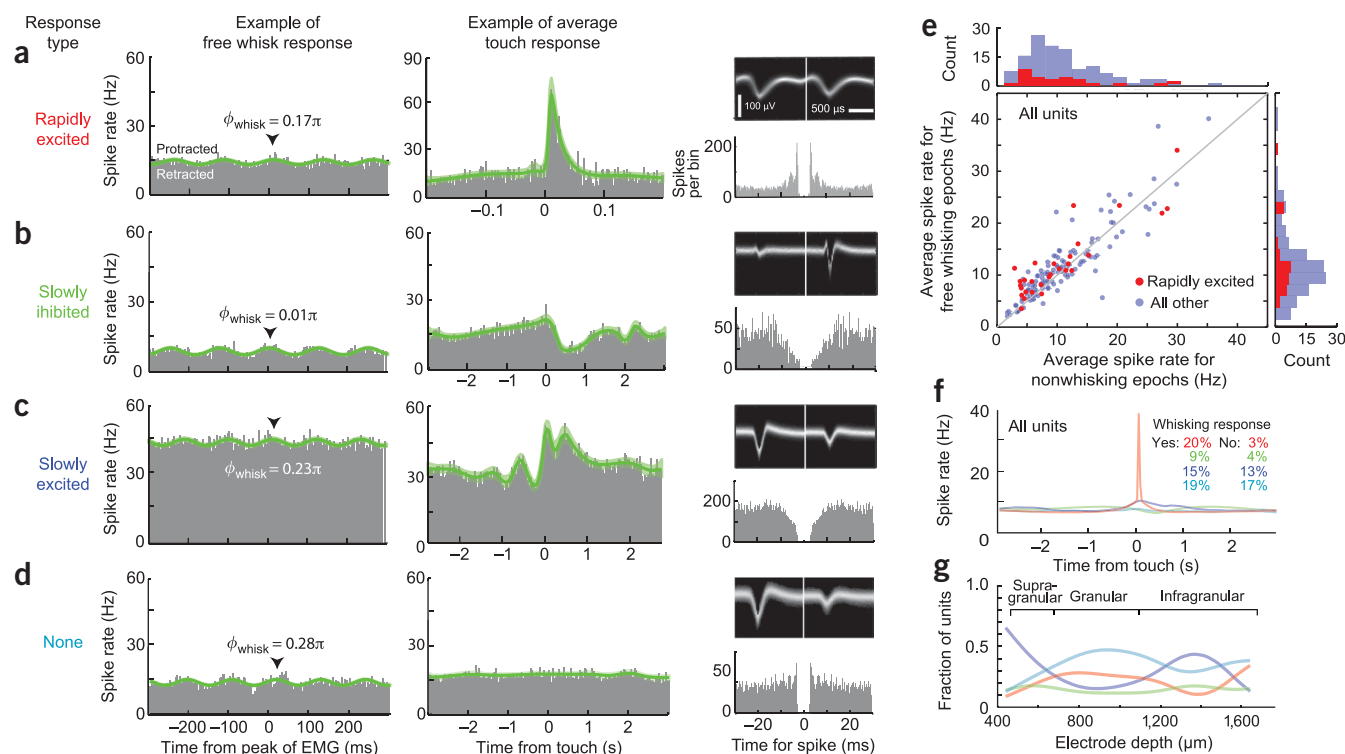 Response type
Example of free whisk response
Example of average touch response
a
Rapidly excited
Spike rate (Hz)
60
30
15
0
ϕwhisk = 0.17π
Protracted
Retracted
90
60
30
0
−0.1 0 0.1
100 µV
500 µs
Spikes per bin
200
0
b
Slowly ihibited
Spike rate (Hz)
60
30
15
0
ϕwhisk = 0.01π
60
30
15
0
−2 −1 0 1 2
50
0
c
Slowly excited
Spike rate (Hz)
60
30
0
ϕwhisk = 0.23π
60
30
15
0
−2 −1 0 1 2
200
0
d
None
Spike rate (Hz)
60
30
15
0
ϕwhisk = 0.28π
−200 −100 0 100 200
Time from peak of EMG (ms)
60
30
15
0
−2 −1 0 1 2
Time from touch (s)
50
0
−20 0 20
Time for spike (ms)
e
Count
30
15
0
All units
Average spike rate for free whisking epochs (Hz)
40
30
20
10
0
Rapidly excited
All other
0 10 20 30 40
Average spike rate for nonwhisking epochs (Hz)
0 15 30
Count
f
Spike rate (Hz)
40
20
0
All units
Whisking response
Yes: 20% No: 3%
9% 4%
15% 13%
19% 17%
−2 −1 0 1 2
Time from touch (s)
g
Fraction of units
1.0
0.5
0
Supra-granular
Granular
Infragranular
400 800 1,200 1,600
Electrode depth (µm)